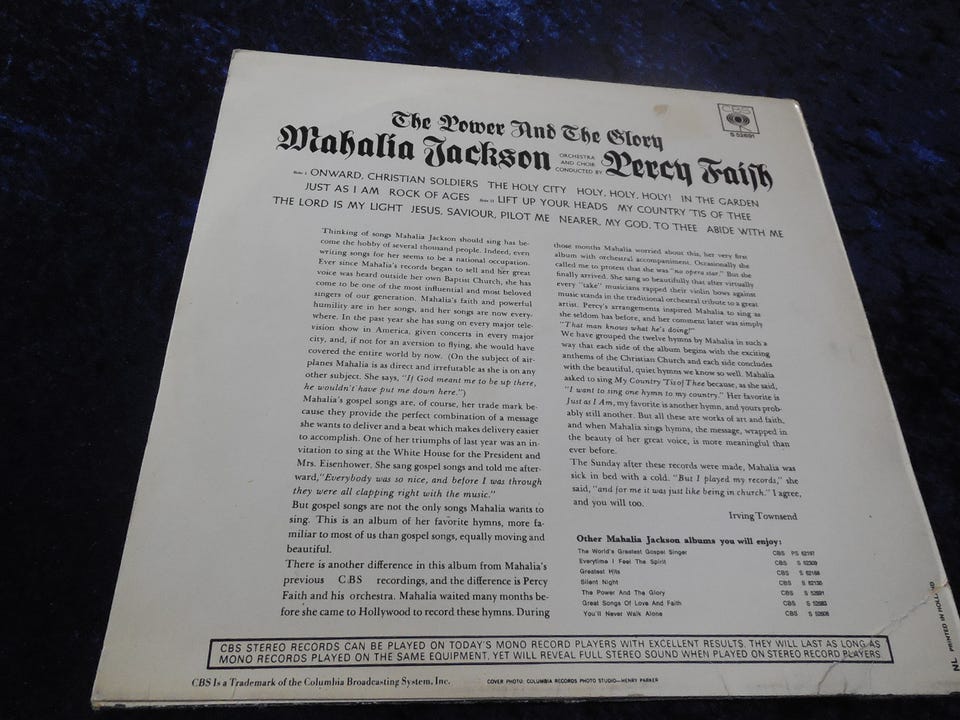 CBS
S 52691
The Power And The Glory
Mahalia Jackson ORCHESTRA AND CHOIR CONDUCTED BY Percy Faith
Side I ONWARD, CHRISTIAN SOLDIERS THE HOLY CITY HOLY, HOLY, HOLY! IN THE GARDEN
JUST AS I AM ROCK OF AGES Side II LIFT UP YOUR HEADS MY COUNTRY 'TIS OF THEE
THE LORD IS MY LIGHT JESUS, SAVIOUR, PILOT ME NEARER, MY GOD, TO THEE ABIDE WITH ME
Thinking of songs Mahalia Jackson should sing has be-
come the hobby of several thousand people. Indeed, even
writing songs for her seems to be a national occupation.
Ever since Mahalia's records began to sell and her great
voice was heard outside her own Baptist Church, she has
come to be one of the most influential and most beloved
singers of our generation. Mahalia's faith and powerful
humility are in her songs, and her songs are now every-
where. In the past year she has sung on every major tele-
vision show in America, given concerts in every major
city, and, if not for an aversion to flying, she would have
covered the entire world by now. (On the subject of air-
planes Mahalia is as direct and irrefutable as she is on any
other subject. She says, "If God meant me to be up there,
he wouldn't have put me down here.")
Mahalia's gospel songs are, of course, her trade mark be-
cause they provide the perfect combination of a message
she wants to deliver and a beat which makes delivery easier
to accomplish. One of her triumphs of last year was an in-
vitation to sing at the White House for the President and
Mrs. Eisenhower. She sang gospel songs and told me after-
ward, "Everybody was so nice, and before I was through
they were all clapping right with the music."
But gospel songs are not the only songs Mahalia wants to
sing. This is an album of her favorite hymns, more fa-
miliar to most of us than gospel songs, equally moving and
beautiful.
There is another difference in this album from Mahalia's
previous CBS recordings, and the difference is Percy
Faith and his orchestra. Mahalia waited many months be-
fore she came to Hollywood to record these hymns. During
those months Mahalia worried about this, her very first
album with orchestral accompaniment. Occasionally she
called me to protest that she was "no opera star." But she
finally arrived. She sang so beautifully that after virtually
every "take" musicians rapped their violin bows against
music stands in the traditional orchestral tribute to a great
artist. Percy's arrangements inspired Mahalia to sing as
she seldom has before, and her comment later was simply
"That man knows what he's doing!"
We have grouped the twelve hymns by Mahalia in such a
way that each side of the album begins with the exciting
anthems of the Christian Church and each side concludes
with the beautiful, quiet hymns we know so well. Mahalia
asked to sing My Country 'Tis of Thee because, as she said,
"I want to sing one hymn to my country." Her favorite is
Just as I Am, my favorite is another hymn, and yours prob-
ably still another. But all these are works of art and faith,
and when Mahalia sings hymns, the message, wrapped in
the beauty of her great voice, is more meaningful than
ever before.
The Sunday after these records were made, Mahalia was
sick in bed with a cold. "But I played my records," she
said, "and for me it was just like being in church." I agree,
and you will too.
Irving Townsend
Other Mahalia Jackson albums you will enjoy:
The World's Greatest Gospel Singer CBS PS 62197
Everytime I Feel The Spirit CBS S 62309
Greatest Hits CBS S 62168
Silent Night CBS S 62130
The Power And The Glory CBS S 52691
Great Songs Of Love And Faith CBS
You'll Never Walk Alone CBS
CBS STEREO RECORDS CAN BE PLAYED ON TODAY'S MONO RECORD PLAYERS WITH EXCELLENT RESULTS. THEY WILL LAST AS LONG AS
MONO RECORDS PLAYED ON THE SAME EQUIPMENT, YET WILL REVEAL FULL STEREO SOUND WHEN PLAYED ON STEREO RECORD PLAYERS
CBS Is a Trademark of the Columbia Broadcasting System, Inc.
COVER PHOTO: COLUMBIA RECORDS PHOTO STUDIO—HENRY PARKER
NL PRINTED IN HOLLAND